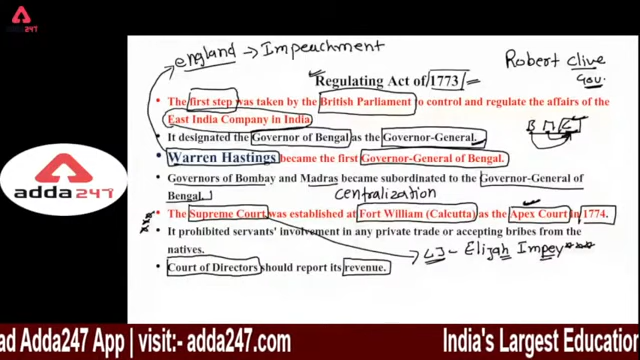 247
england → Impeachment
Robert clive
Gov.
Regulating Act of 1773
• The first step was taken by the British Parliament to control and regulate the affairs of the
East India Company in India.
• It designated the Governor of Bengal as the Governor-General.
B M C
• Warren Hastings became the first Governor-General of Bengal.
• Governors of Bombay and Madras became subordinated to the Governor-General of
Bengal.
centralization
adda247
• The Supreme Court was established at Fort William (Calcutta) as the Apex Court in 1774.
• It prohibited servants' involvement in any private trade or accepting bribes from the
natives.
CJ - Elijah Impey
• Court of Directors should report its revenue.
ad Adda247 App | visit:- adda247.com
India's Largest Educatio